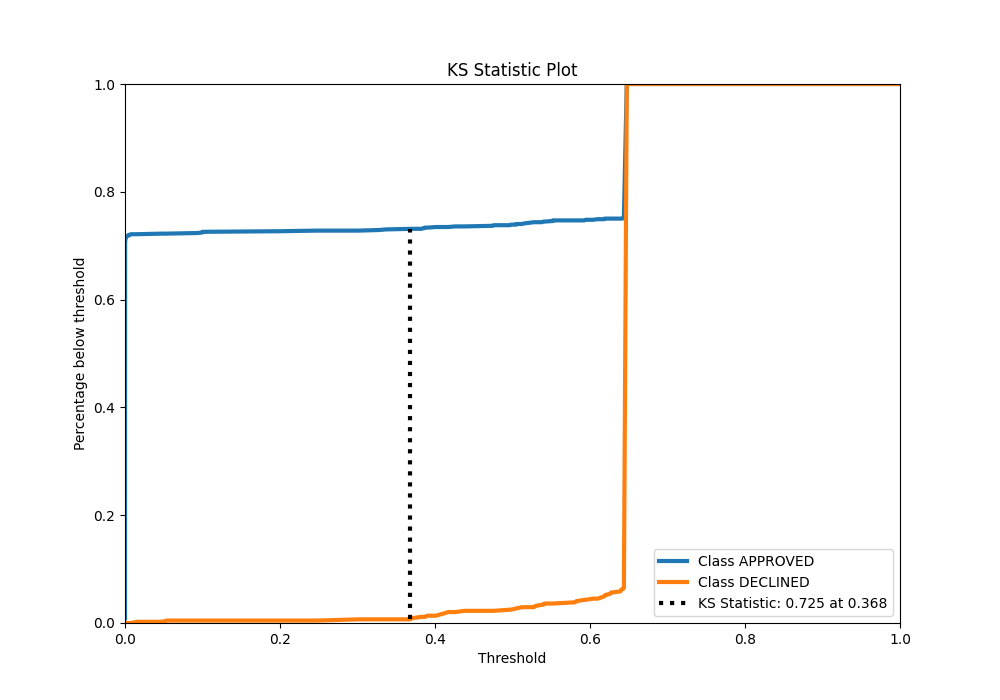 KS Statistic Plot
1.0
0.8
0.6
0.4
0.2
0.0
Percentage below threshold
0.0 0.2 0.4 0.6 0.8 1.0
Threshold
Class APPROVED
Class DECLINED
KS Statistic: 0.725 at 0.368